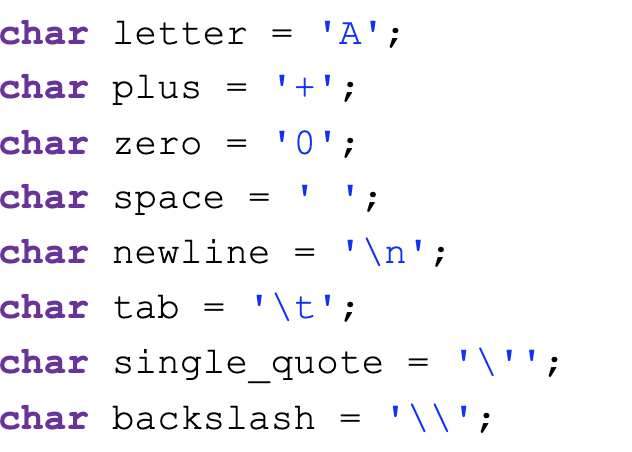 char letter = 'A';
char plus = '+';
char zero = '0';
char space = ' ';
char newline = '\n';
char tab = '\t';
char single_quote = '\'';
char backslash = '\\';